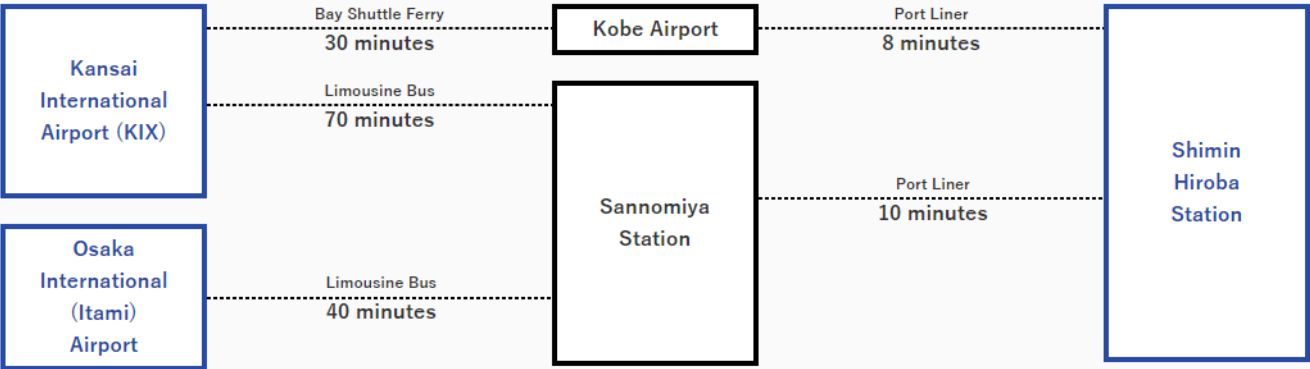 Bay Shuttle Ferry
30 minutes
Kobe Airport
Port Liner
8 minutes
Kansai
International
Airport (KIX)
Limousine Bus
70 minutes
Sannomiya
Station
Port Liner
10 minutes
Shimin
Hiroba
Station
Osaka
International
(Itami)
Airport
Limousine Bus
40 minutes